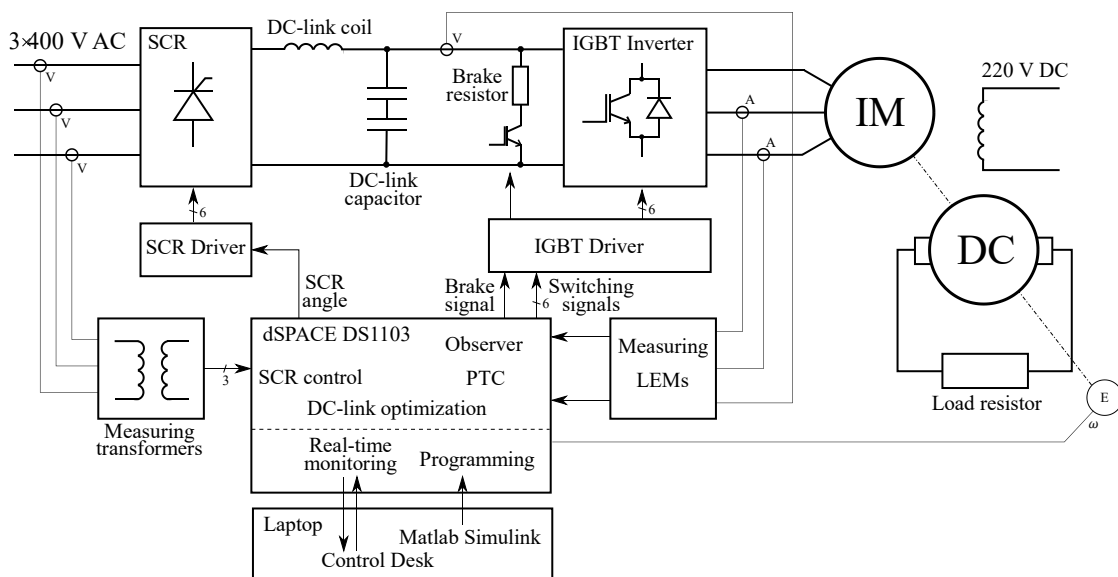 3×400 V AC
SCR
DC-link coil
V
IGBT Inverter
V
V
V
Brake
resistor
A
A
IM
220 V DC
DC-link
capacitor
6
6
SCR Driver
IGBT Driver
DC
SCR
angle
Brake
signal
Switching
signals
6
dSPACE DS1103
Observer
SCR control
PTC
DC-link optimization
Measuring
LEMs
3
Measuring
transformers
Load resistor
E
ω
Real-time
monitoring
Programming
Laptop
Matlab Simulink
Control Desk